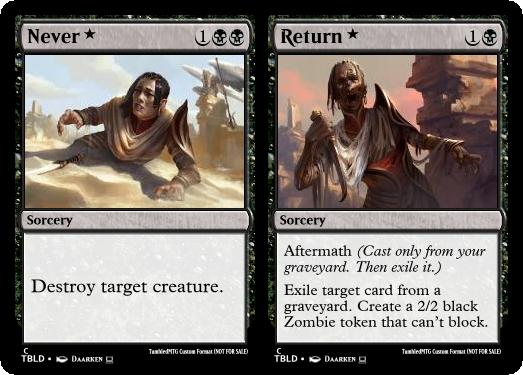 Never ★ 1
Sorcery
Destroy target creature.
C
TBLD • DAARKEN
TumbledMTG Custom Format (NOT FOR SALE)
Return ★ 1
Sorcery
Aftermath (Cast only from your
graveyard. Then exile it.)
Exile target card from a
graveyard. Create a 2/2 black
Zombie token that can't block.
C
TBLD • DAARKEN
TumbledMTG Custom Format (NOT FOR SALE)